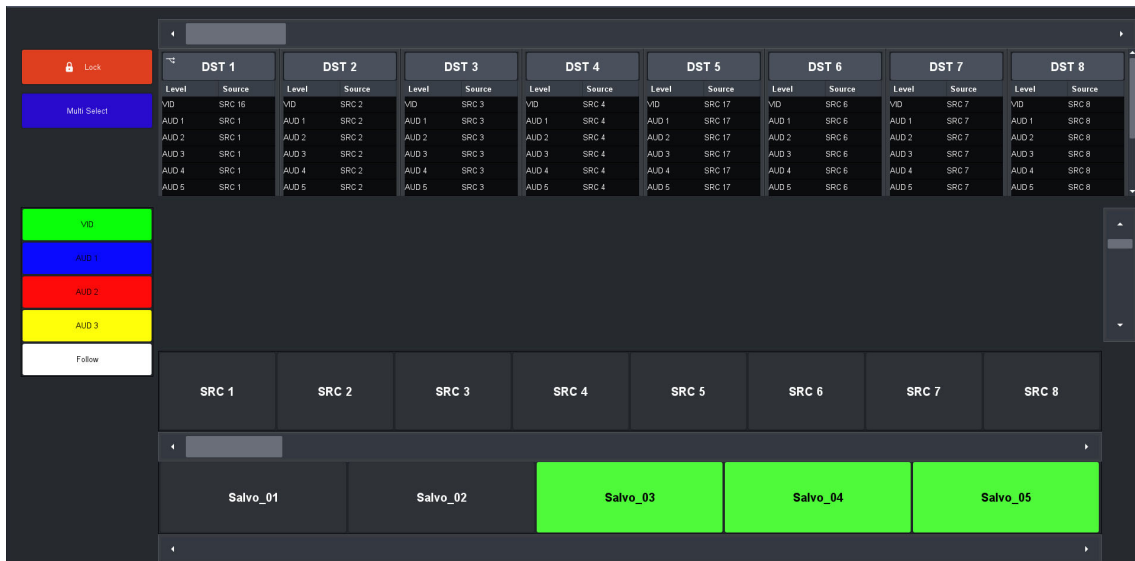 Lock
Multi Select
DST 1 DST 2 DST 3 DST 4 DST 5 DST 6 DST 7 DST 8
Level Source Level Source Level Source Level Source Level Source Level Source Level Source Level Source
VID SRC 16 VID SRC 2 VID SRC 3 VID SRC 4 VID SRC 17 VID SRC 6 VID SRC 7 VID SRC 8
AUD 1 SRC 1 AUD 1 SRC 2 AUD 1 SRC 3 AUD 1 SRC 4 AUD 1 SRC 17 AUD 1 SRC 6 AUD 1 SRC 7 AUD 1 SRC 8
AUD 2 SRC 1 AUD 2 SRC 2 AUD 2 SRC 3 AUD 2 SRC 4 AUD 2 SRC 17 AUD 2 SRC 6 AUD 2 SRC 7 AUD 2 SRC 8
AUD 3 SRC 1 AUD 3 SRC 2 AUD 3 SRC 3 AUD 3 SRC 4 AUD 3 SRC 17 AUD 3 SRC 6 AUD 3 SRC 7 AUD 3 SRC 8
AUD 4 SRC 1 AUD 4 SRC 2 AUD 4 SRC 3 AUD 4 SRC 4 AUD 4 SRC 17 AUD 4 SRC 6 AUD 4 SRC 7 AUD 4 SRC 8
AUD 5 SRC 1 AUD 5 SRC 2 AUD 5 SRC 3 AUD 5 SRC 4 AUD 5 SRC 17 AUD 5 SRC 6 AUD 5 SRC 7 AUD 5 SRC 8
VID
AUD 1
AUD 2
AUD 3
Follow
SRC 1 SRC 2 SRC 3 SRC 4 SRC 5 SRC 6 SRC 7 SRC 8
Salvo_01 Salvo_02 Salvo_03 Salvo_04 Salvo_05